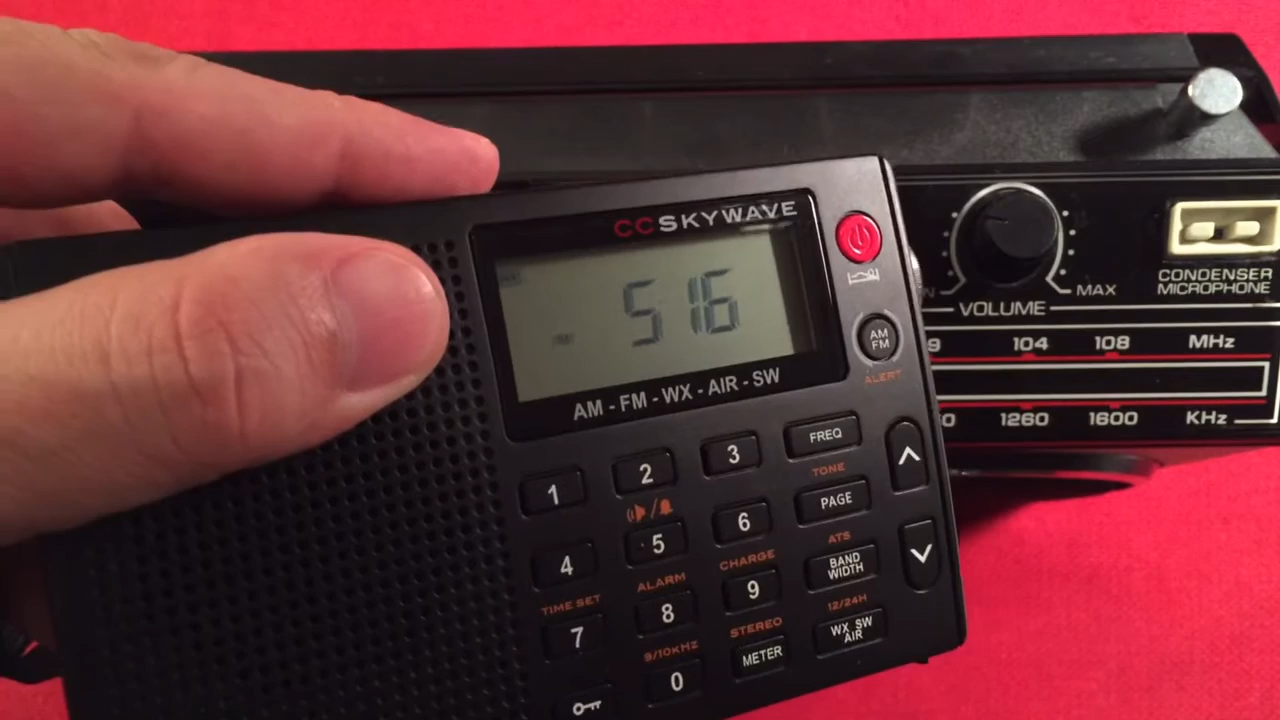 CCSKYWAVE
516
AM - FM - WX - AIR - SW
AM
FM
ALERT
1
2
3
FREQ
TONE
4
5
6
PAGE
ATS
ALARM
CHARGE
BAND
WIDTH
TIME SET
7
8
9
12/24H
9/10KHZ
STEREO
WX SW
AIR
0
METER
VOLUME
MAX
CONDENSER
MICROPHONE
104 108 MHz
1260 1600 KHz